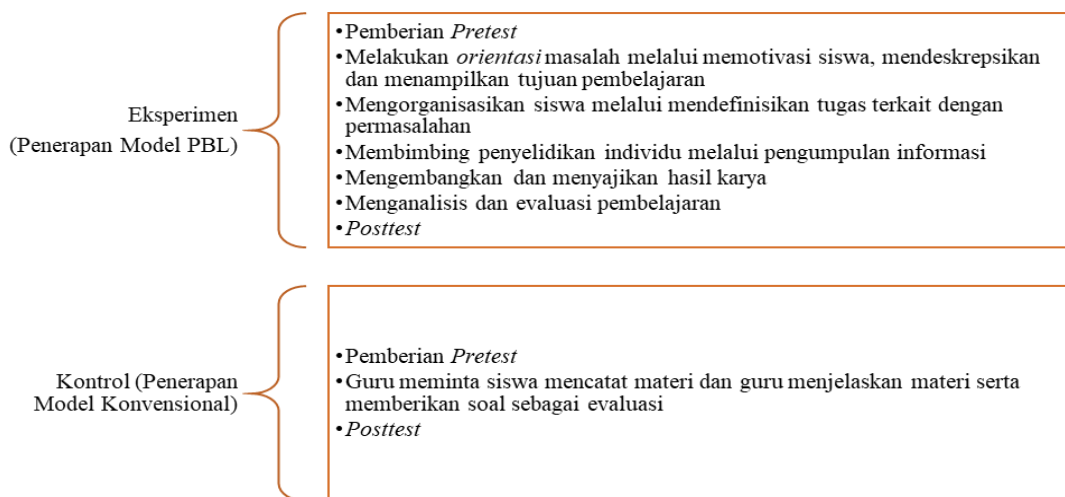 Eksperimen
(Penerapan Model PBL)
•Pemberian Pretest
•Melakukan orientasi masalah melalui memotivasi siswa, mendeskrepsikan
dan menampilkan tujuan pembelajaran
•Mengorganisasikan siswa melalui mendefinisikan tugas terkait dengan
permasalahan
•Membimbing penyelidikan individu melalui pengumpulan informasi
•Mengembangkan dan menyajikan hasil karya
•Menganalisis dan evaluasi pembelajaran
•Posttest
Kontrol (Penerapan
Model Konvensional)
•Pemberian Pretest
•Guru meminta siswa mencatat materi dan guru menjelaskan materi serta
memberikan soal sebagai evaluasi
•Posttest